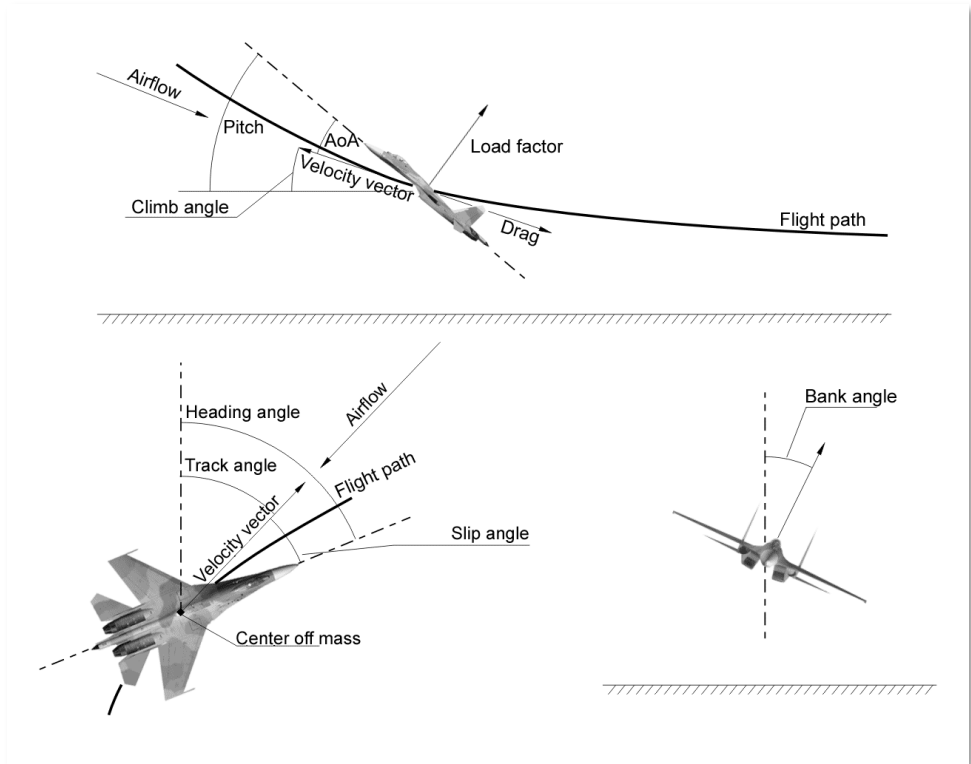 Airflow
Pitch
AoA
Load factor
Velocity vector
Climb angle
Drag
Flight path
Heading angle
Airflow
Bank angle
Track angle
Flight path
Velocity vector
Slip angle
Center off mass